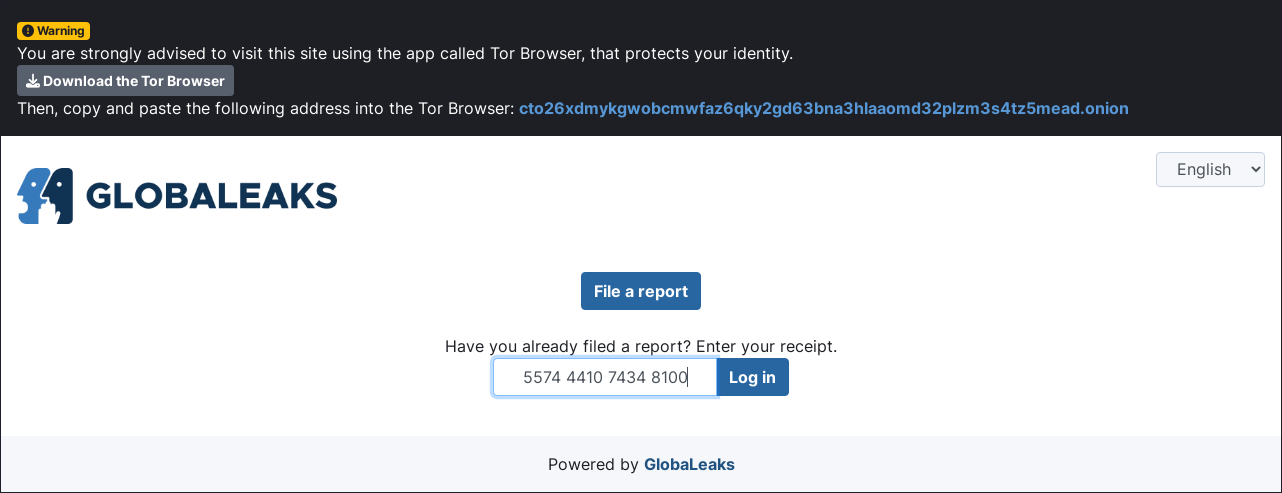 Warning
You are strongly advised to visit this site using the app called Tor Browser, that protects your identity.
Download the Tor Browser
Then, copy and paste the following address into the Tor Browser: cto26xdmykgwobcmwfaz6qky2gd63bna3hlaaomd32plzm3s4tz5mead.onion
GLOBALEAKS
English
File a report
Have you already filed a report? Enter your receipt.
5574 4410 7434 8100 Log in
Powered by GlobaLeaks